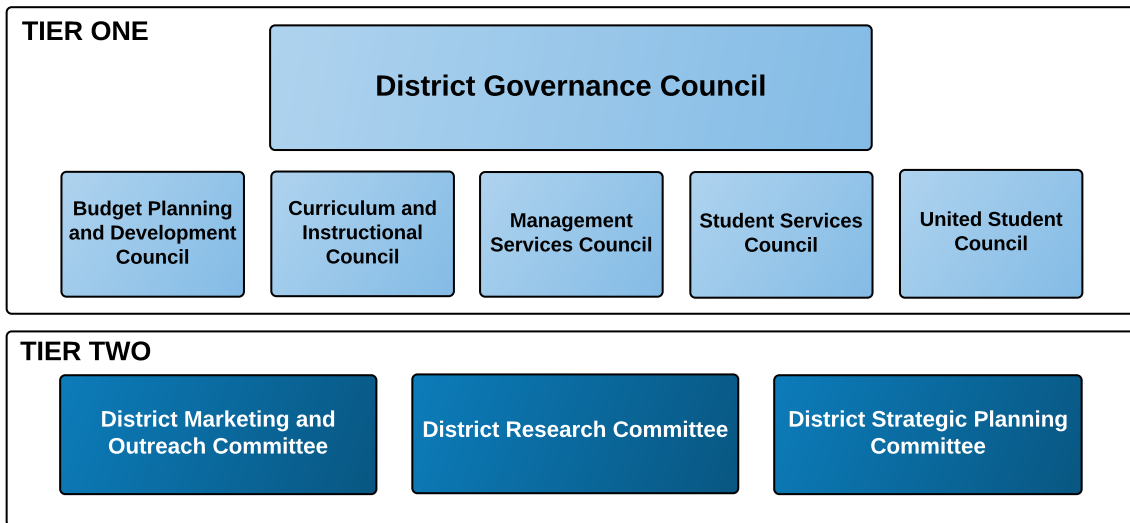 TIER ONE
District Governance Council
Budget Planning
and Development
Council
Curriculum and
Instructional
Council
Management
Services Council
Student Services
Council
United Student
Council
TIER TWO
District Marketing and
Outreach Committee
District Research Committee
District Strategic Planning
Committee